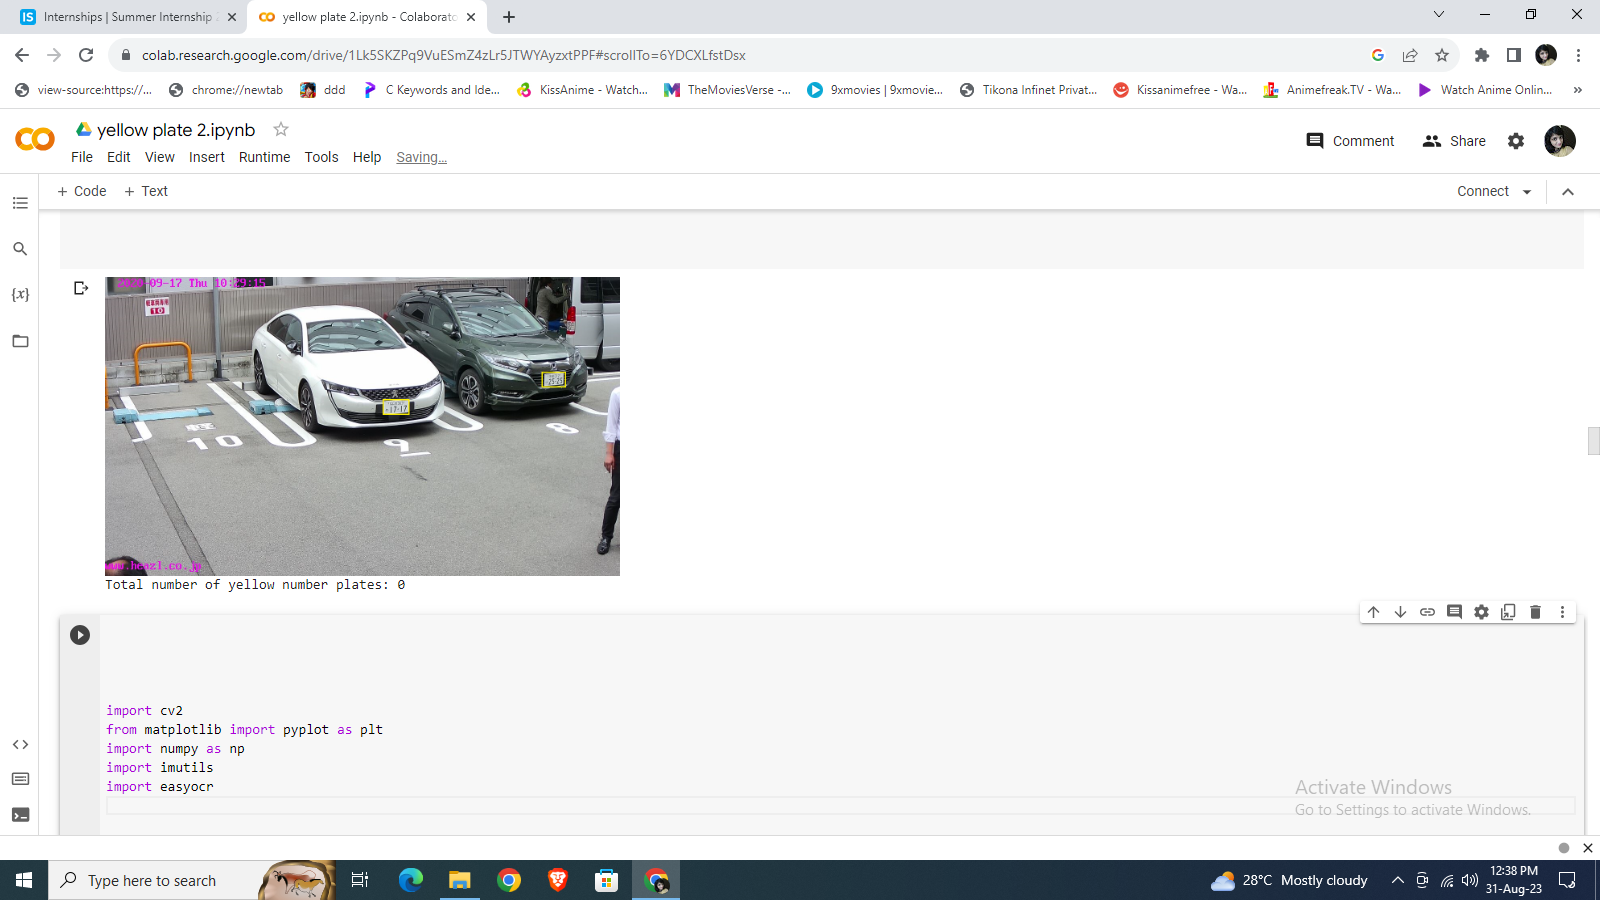 Internships | Summer Internship 2
yellow plate 2.ipynb - Colaborato
colab.research.google.com/drive/1Lk5SKZPq9VuESmZ4zLr5JTWYAyzxtPPF#scrollTo=6YDCXLfstDsx
view-source:https://... chrome://newtab ddd C Keywords and Ide... KissAnime - Watch... TheMoviesVerse -... 9xmovies | 9xmovie... Tikona Infinet Privat... Kissanimefree - Wa... Animefreak.TV - Wa... Watch Anime Onlin... »
CO yellow plate 2.ipynb
File Edit View Insert Runtime Tools Help Saving...
Comment Share
+ Code + Text
Connect
{x}
09-17 Thu 10:29:15
10
17-17
10 9 8
Total number of yellow number plates: 0
import cv2
from matplotlib import pyplot as plt
import numpy as np
import imutils
import easyocr
Activate Windows
Go to Settings to activate Windows.
Type here to search
28°C Mostly cloudy
12:38 PM
31-Aug-23